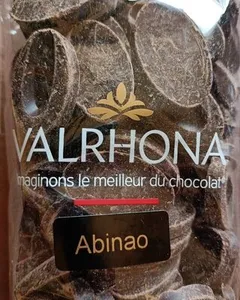 VALRHONA
maginons le meilleur du chocolat
Abinao